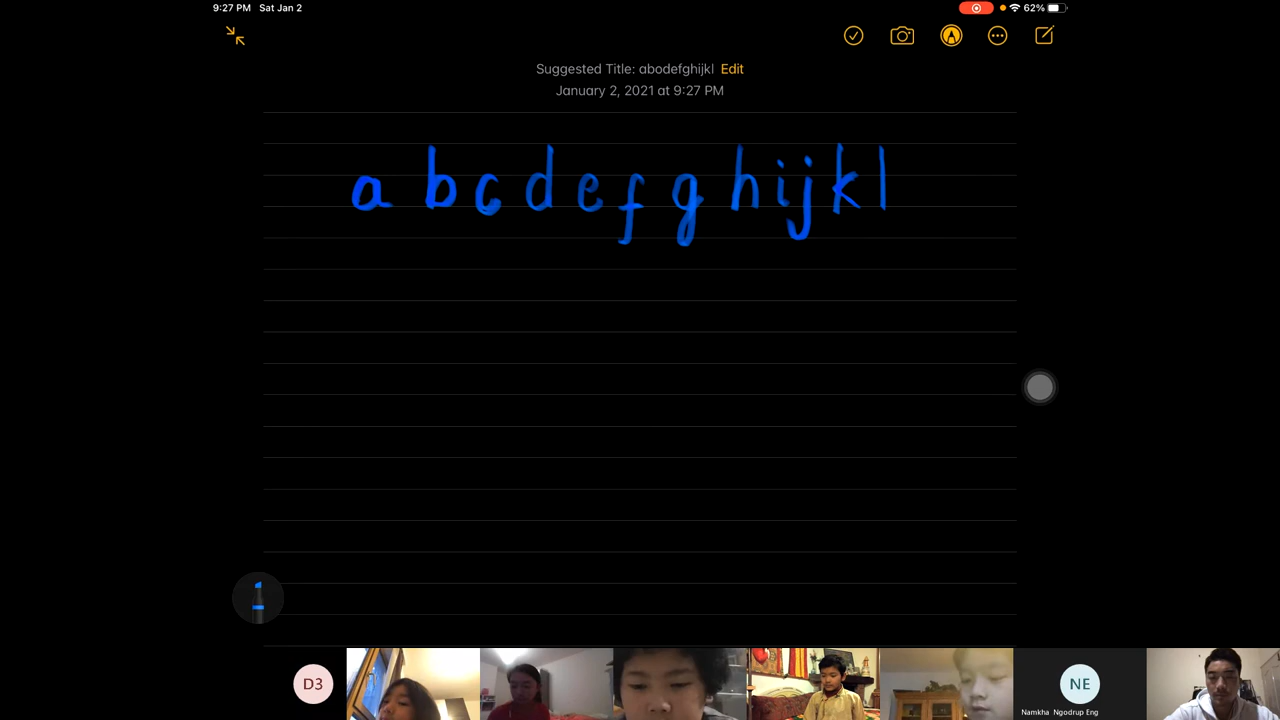 9:27 PM Sat Jan 2 62%
Suggested Title: abodefghijkl Edit
January 2, 2021 at 9:27 PM
a b c d e f g h i j k l
D3 NE
Namkha Ngodrup Eng